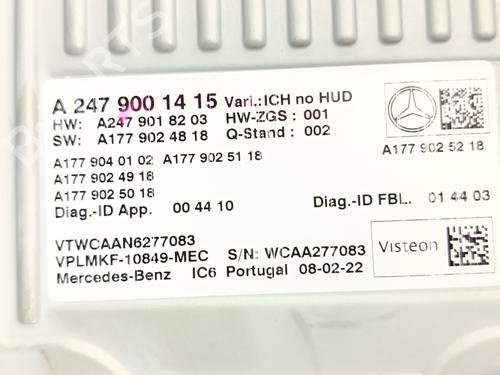 A 247 900 14 15 Vari.:ICH no HUD
HW: A247 901 82 03 HW-ZGS : 001
SW: A177 902 48 18 Q-Stand : 002
A177 904 01 02 A177 902 51 18
A177 902 52 18
A177 902 49 18
A177 902 50 18
Diag.-ID App. 00 44 10 Diag.-ID FBL. 01 44 03
VTWCAAN6277083
VPLMKF-10849-MEC S/N: WCAA277083
Mercedes-Benz IC6 Portugal 08-02-22
Visteon